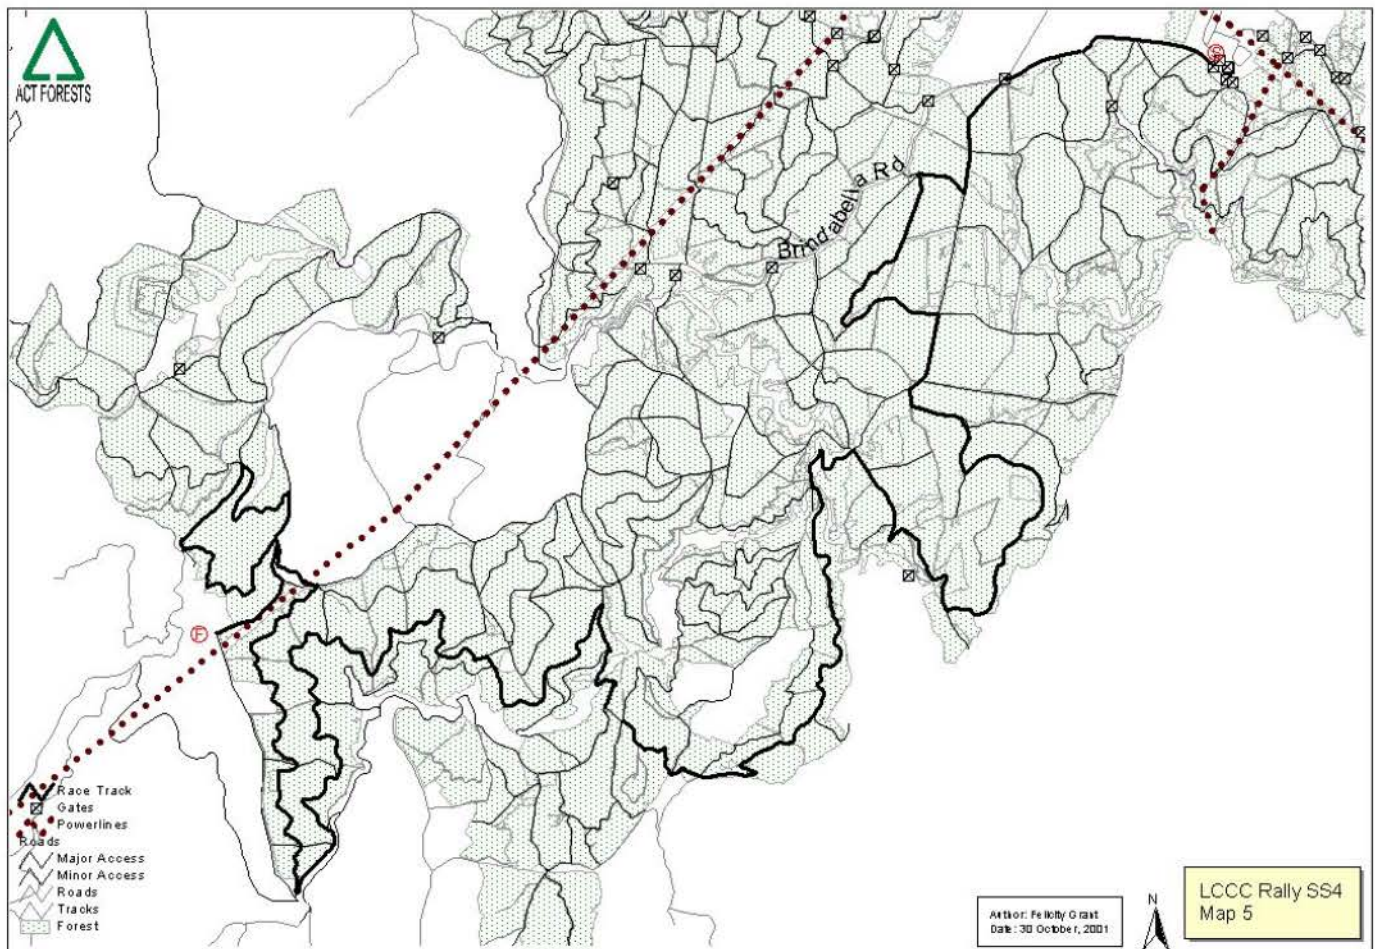 ACT FORESTS
S
Brindabella Rd
F
Race Track
Gates
Powerlines
Roads
Major Access
Minor Access
Roads
Tracks
Forest
Author: Felicity Grant
Date: 30 October, 2001
N
LCCC Rally SS4
Map 5